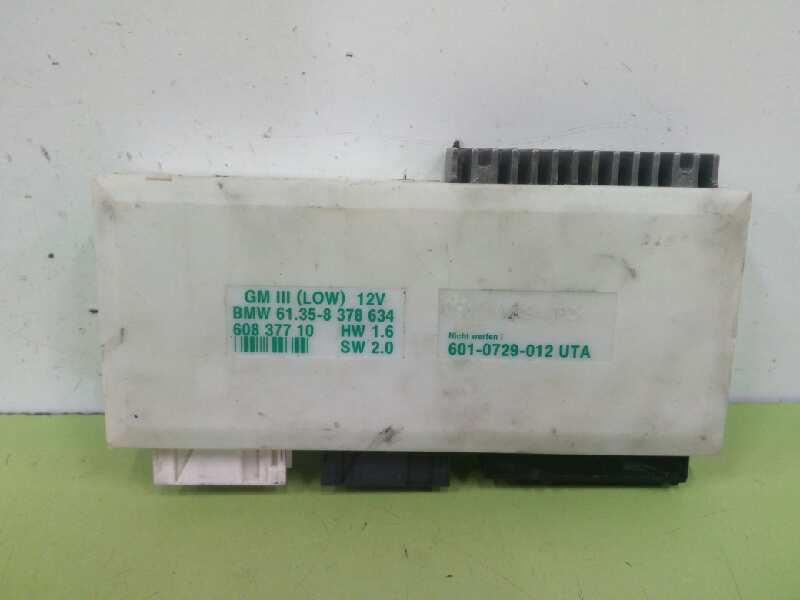 GM III (LOW) 12V
BMW 61.35-8 378 634
608 377 10 HW 1.6
SW 2.0
Nicht werfen !
601-0729-012 UTA